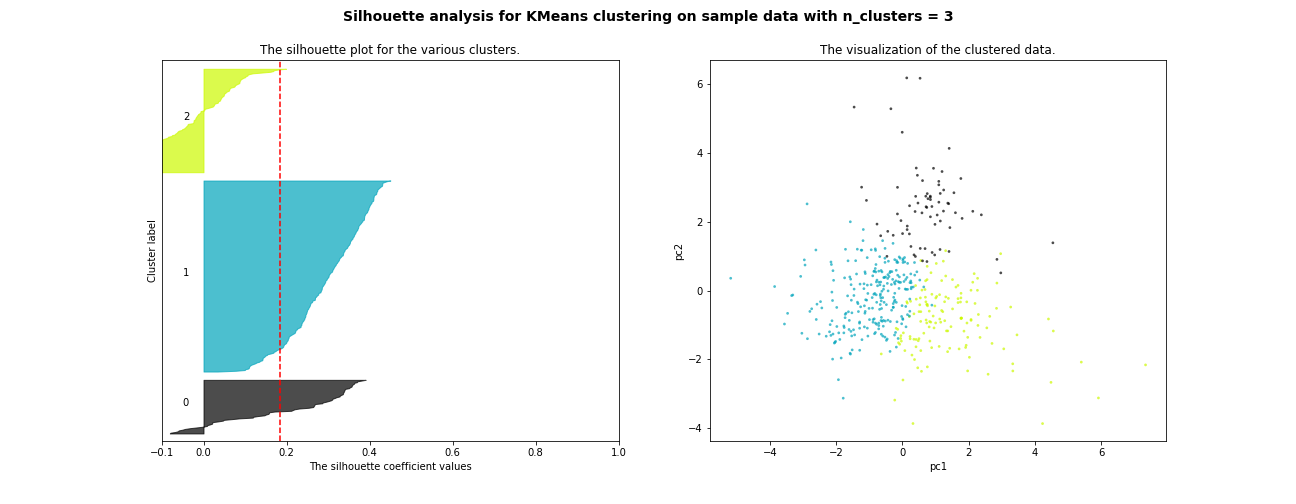 Silhouette analysis for KMeans clustering on sample data with n_clusters = 3
The silhouette plot for the various clusters.
2
1
0
Cluster label
−0.1 0.0 0.2 0.4 0.6 0.8 1.0
The silhouette coefficient values
The visualization of the clustered data.
6
4
2
0
−2
−4
pc2
−4 −2 0 2 4 6
pc1